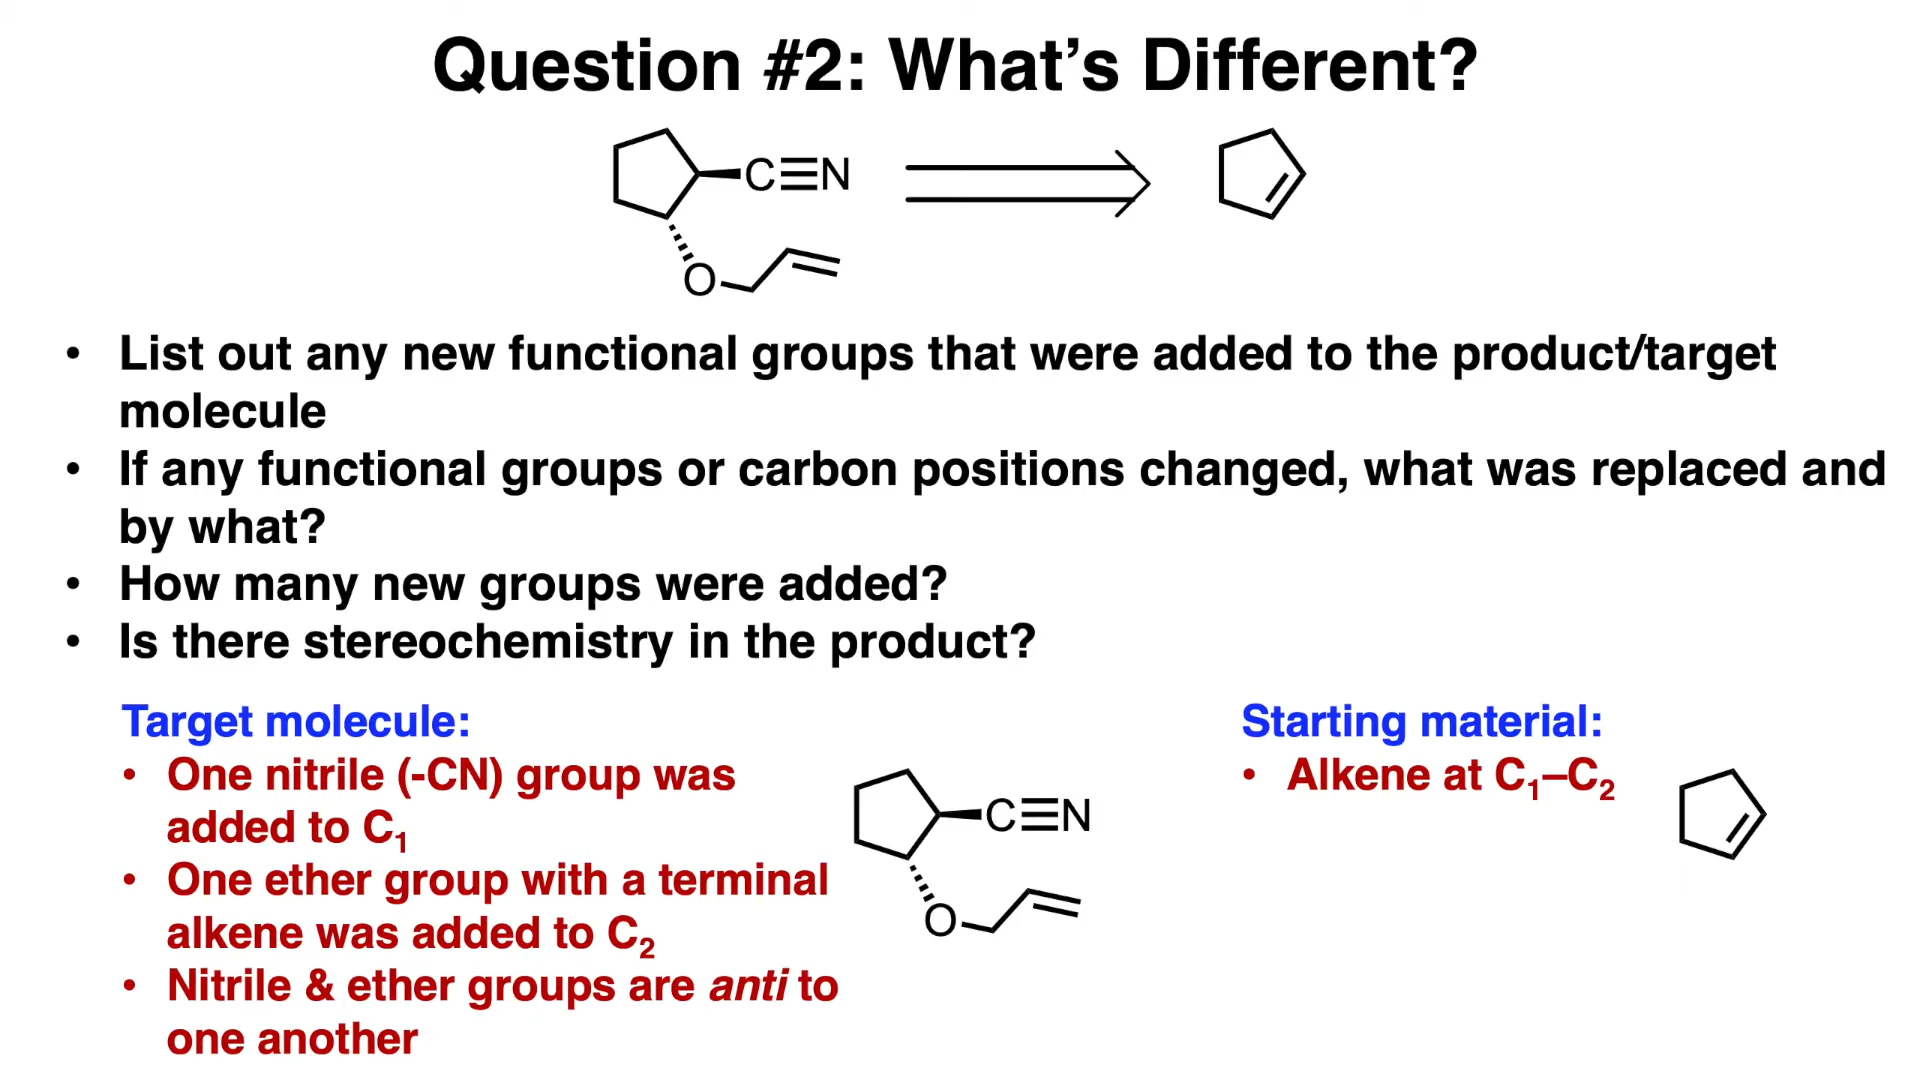 Question #2: What’s Different?
C≡N
O
• List out any new functional groups that were added to the product/target
molecule
• If any functional groups or carbon positions changed, what was replaced and
by what?
• How many new groups were added?
• Is there stereochemistry in the product?
Target molecule:
• One nitrile (-CN) group was
added to C₁
• One ether group with a terminal
alkene was added to C₂
• Nitrile & ether groups are anti to
one another
C≡N
O
Starting material:
• Alkene at C₁–C₂